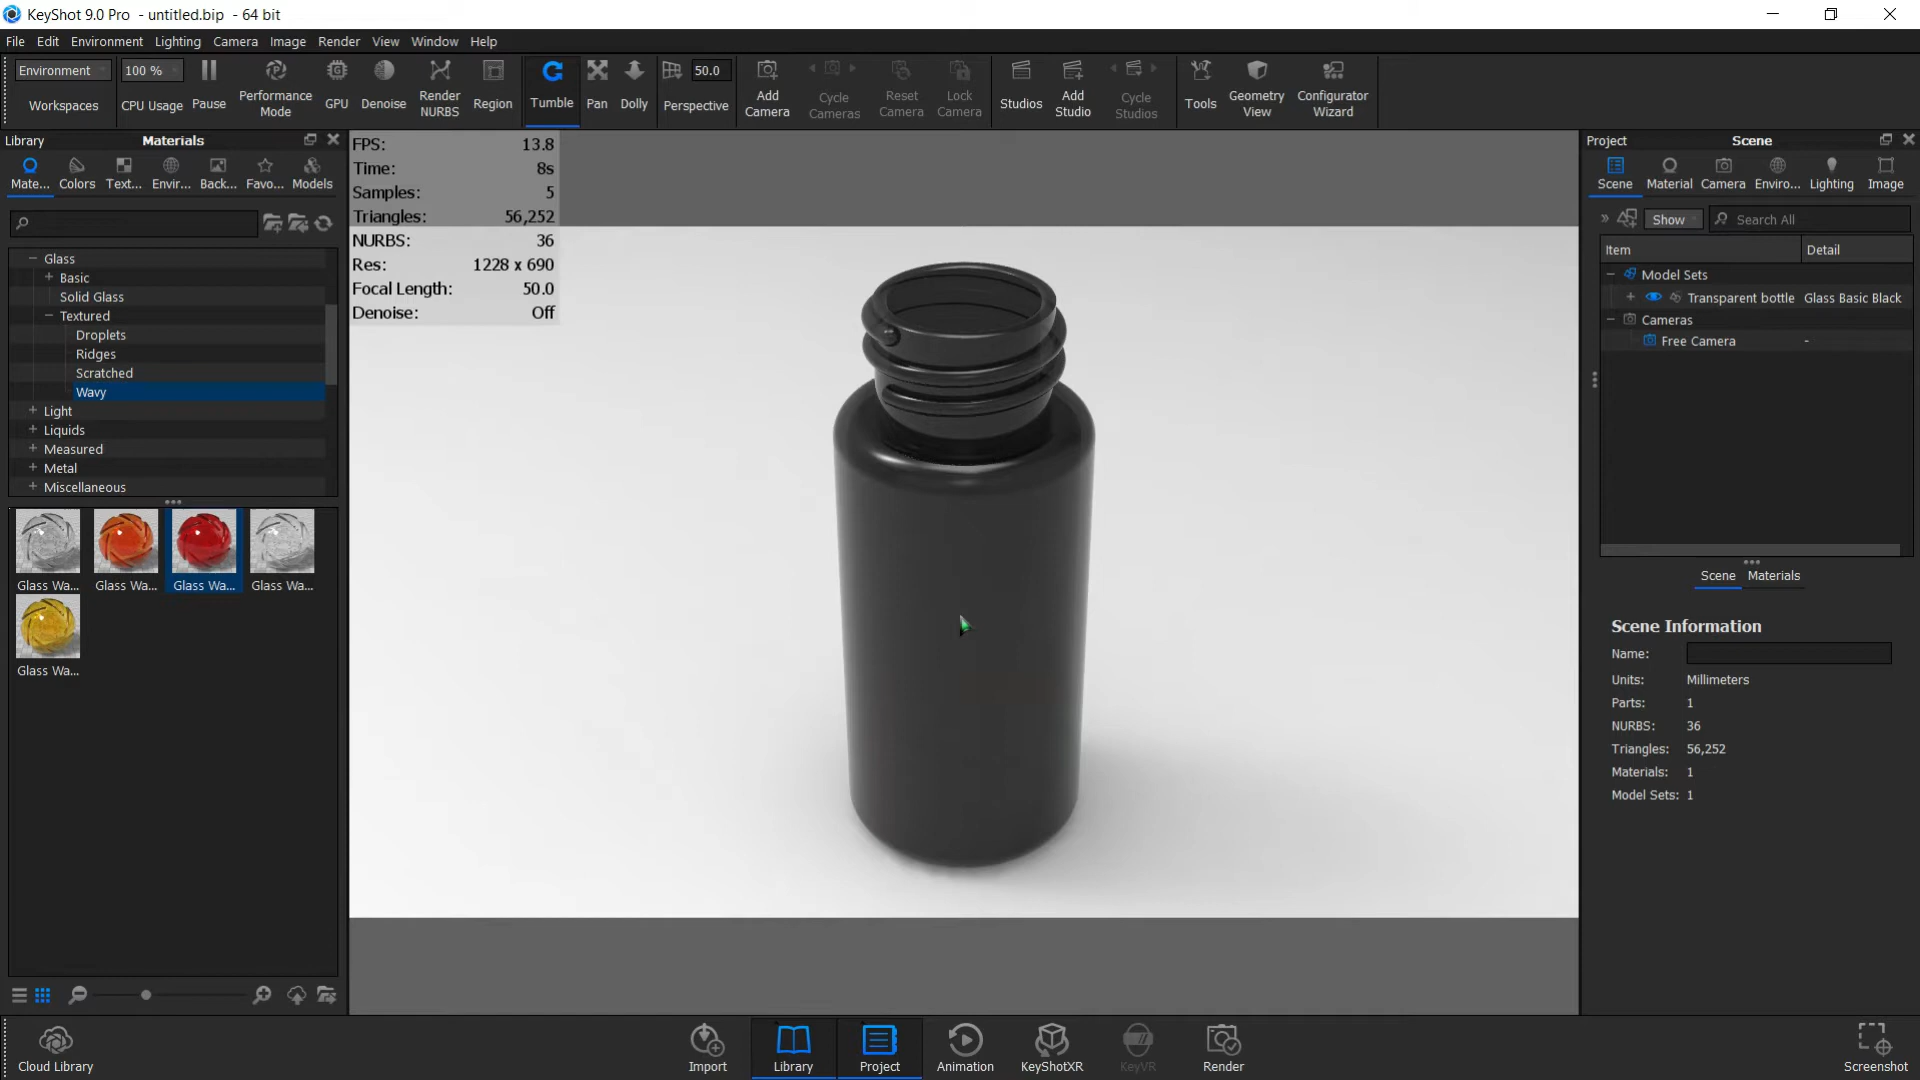 KeyShot 9.0 Pro - untitled.bip - 64 bit
File Edit Environment Lighting Camera Image Render View Window Help
Environment
Workspaces
100 %
CPU Usage
Pause
Performance
Mode
GPU
Denoise
Render
NURBS
Region
Tumble
Pan
Dolly
50.0
Perspective
Add
Camera
Cycle
Cameras
Reset
Camera
Lock
Camera
Studios
Add
Studio
Cycle
Studios
Tools
Geometry
View
Configurator
Wizard
Library
Materials
Mate... Colors Text... Envir... Back... Favo... Models
Glass
Basic
Solid Glass
Textured
Droplets
Ridges
Scratched
Wavy
Light
Liquids
Measured
Metal
Miscellaneous
Glass Wa... Glass Wa... Glass Wa... Glass Wa...
Glass Wa...
FPS: 13.8
Time: 8s
Samples: 5
Triangles: 56,252
NURBS: 36
Res: 1228 x 690
Focal Length: 50.0
Denoise: Off
Project
Scene
Scene Material Camera Enviro... Lighting Image
Show
Search All
Item Detail
Model Sets
Transparent bottle Glass Basic Black
Cameras
Free Camera -
Scene Materials
Scene Information
Name:
Units: Millimeters
Parts: 1
NURBS: 36
Triangles: 56,252
Materials: 1
Model Sets: 1
Cloud Library
Import
Library
Project
Animation
KeyShotXR
KeyVR
Render
Screenshot